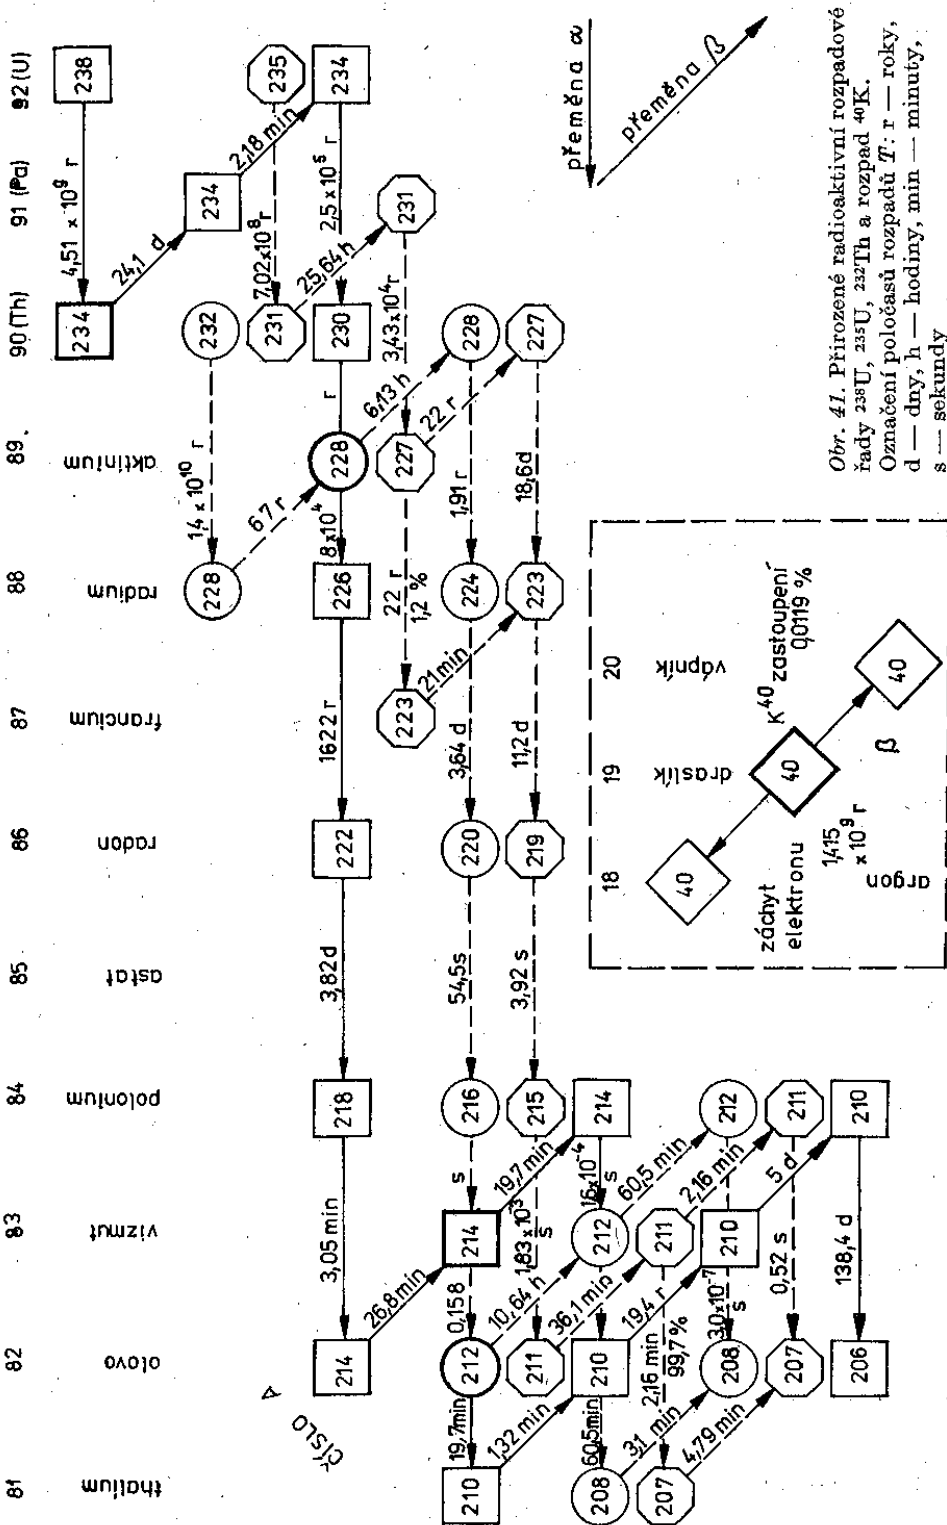 81 82 83 84 85 86 87 88 89. 90 (Th) 91 (Pa) 92 (U)
thalium olovo vizmut polonium astat radon francium radium aktinium
ČÍSLO A
238
4,51 × 10⁹ r
234
24,1 d
234
2,18 min
235
7,02×10⁸ r
234
232
1,4 × 10¹⁰ r
228
6,7 r
231
25,64 h
231
2,5 × 10⁵ r
230
8×10⁴ r
228
226
1622 r
222
3,82 d
218
3,05 min
214
3,43×10⁴ r
227
22 r
1,2 %
223
21 min
6,13 h
22 r
228
1,91 r
224
3,64 d
220
54,5 s
216
0,158 s
212
227
18,6 d
223
11,2 d
219
3,92 s
215
1,83×10⁻³ s
211
26,8 min
214
19,7 min
214
19,7 min
210
1,32 min
210
16×10⁻⁴ s
10,64 h
212
60,5 min
212
60,5 min
208
3,1 min
208
36,1 min
211
2,16 min
211
2,16 min
99,7 %
207
4,79 min
207
19,4 r
210
5 d
210
3,0×10⁻⁷ s
0,52 s
138,4 d
206
přeměna α
přeměna β
18 19 20
argon draslík vápník
40
40
40
záchyt
elektronu
1,415
× 10⁹ r
β
K⁴⁰ zastoupení
0,0119 %
Obr. 41. Přirozené radioaktivní rozpadové
řady ²³⁸U, ²³⁵U, ²³²Th a rozpad ⁴⁰K.
Označení poločasů rozpadů T: r — roky,
d — dny, h — hodiny, min — minuty,
s — sekundy